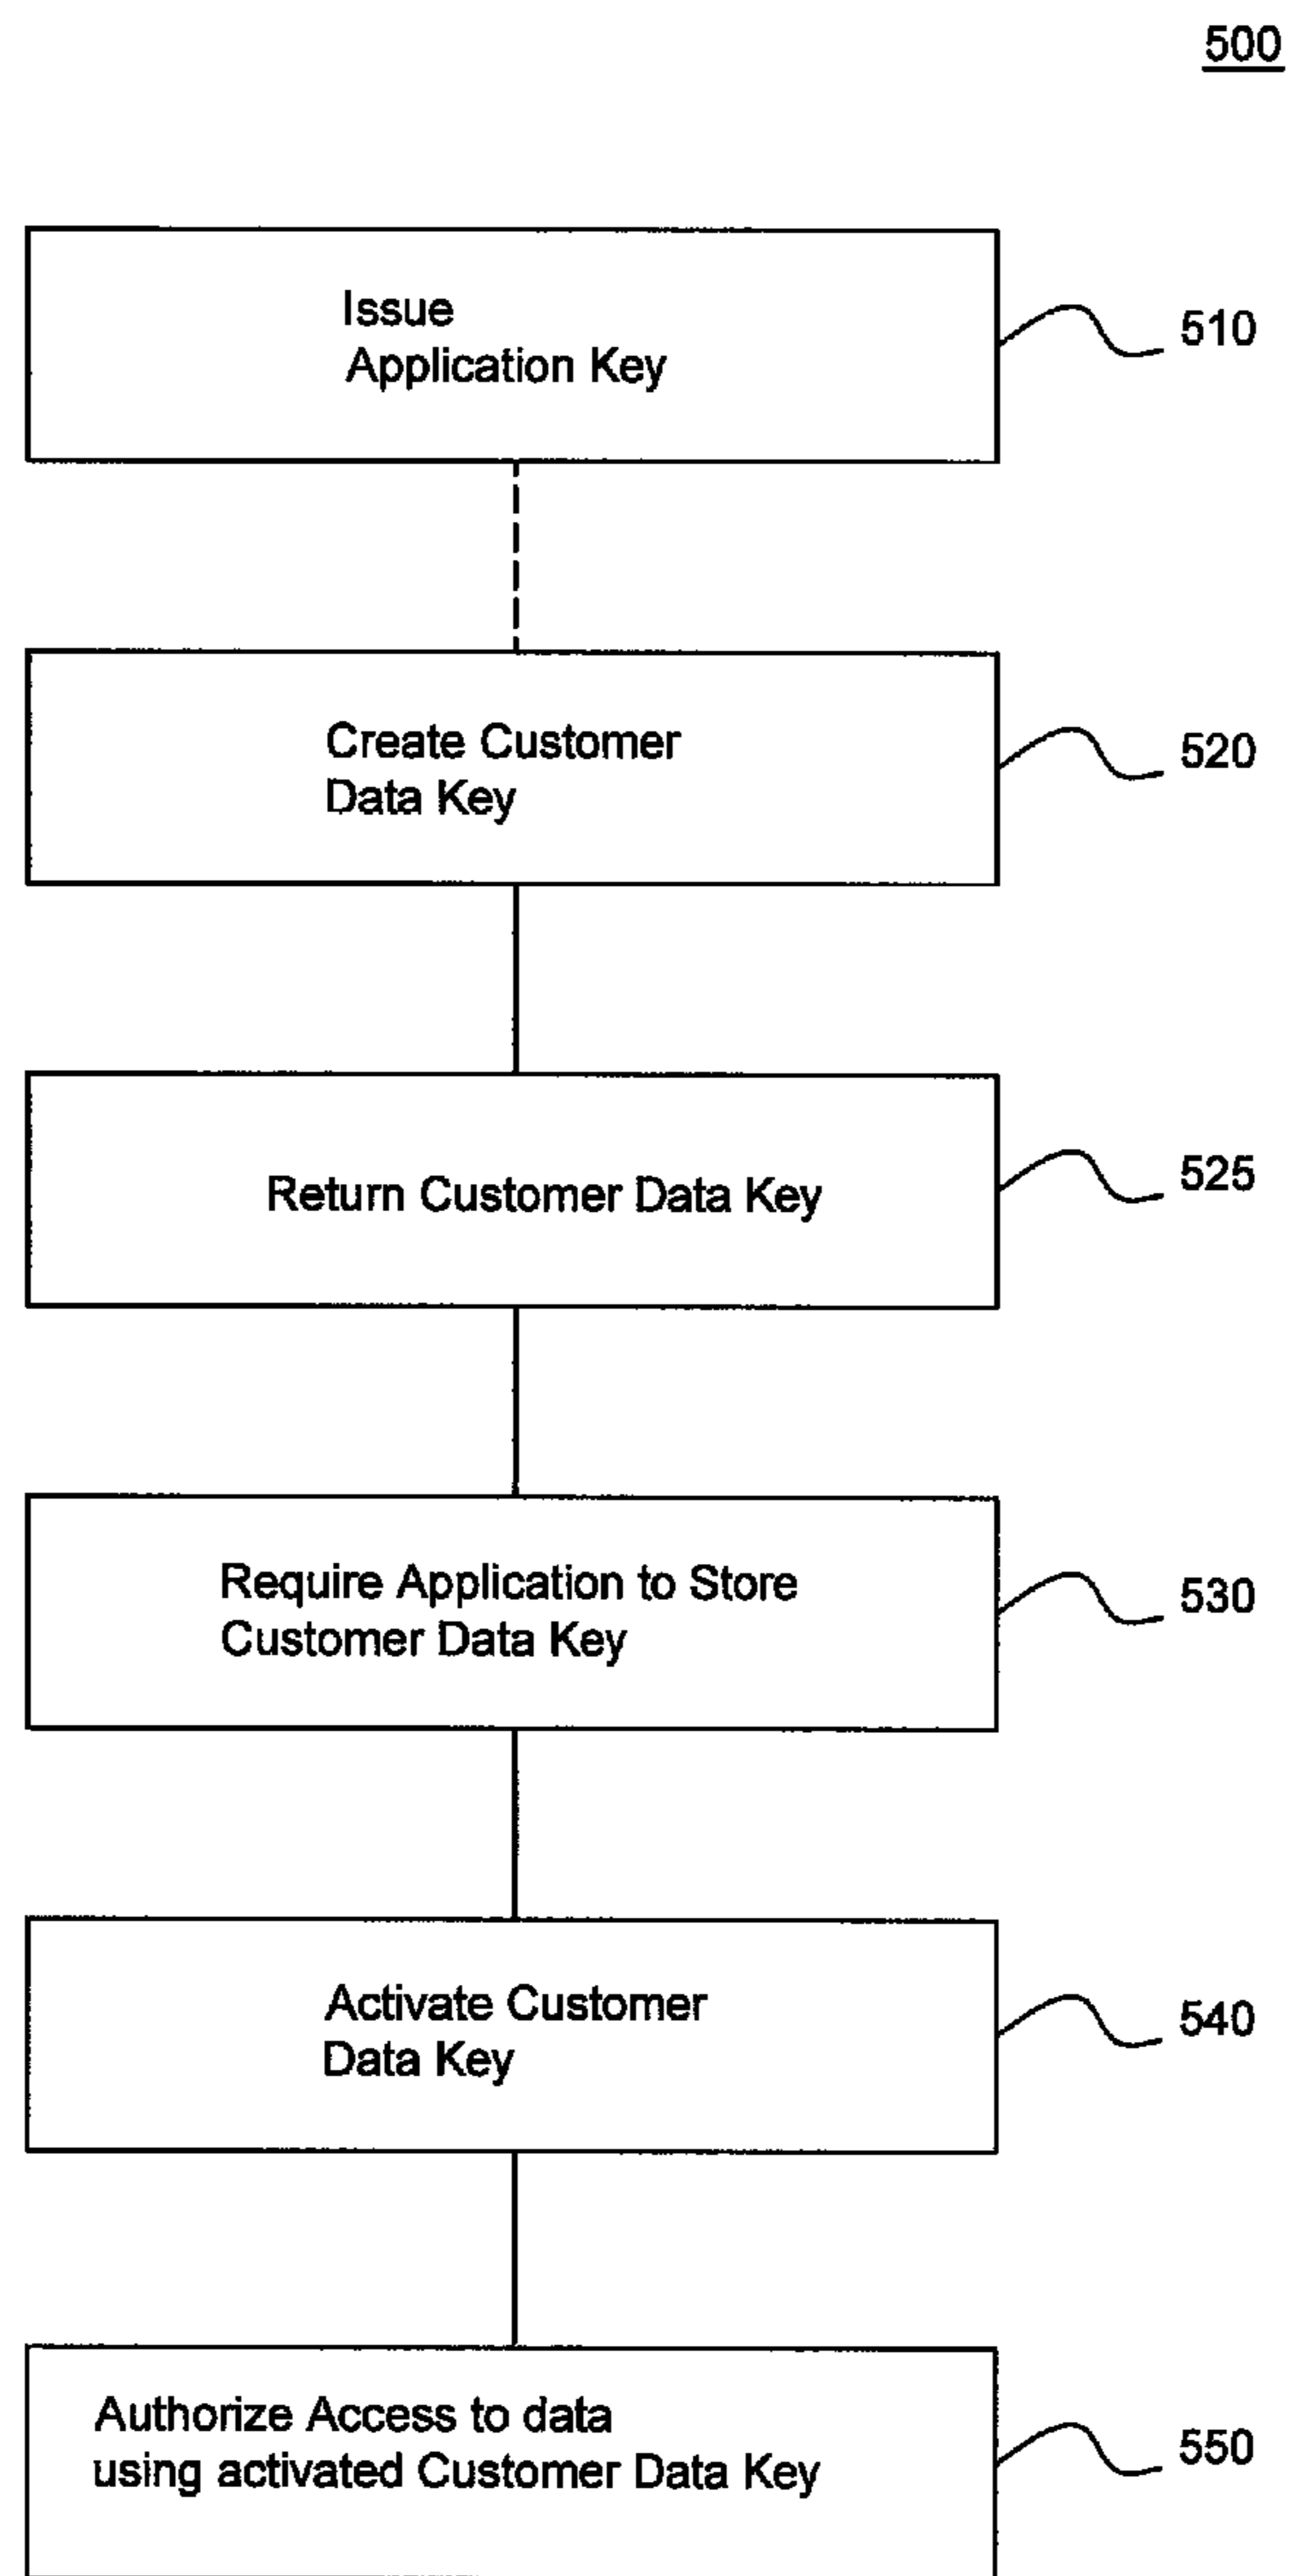 500
Issue
Application Key
510
Create Customer
Data Key
520
Return Customer Data Key
525
Require Application to Store
Customer Data Key
530
Activate Customer
Data Key
540
Authorize Access to data
using activated Customer Data Key
550